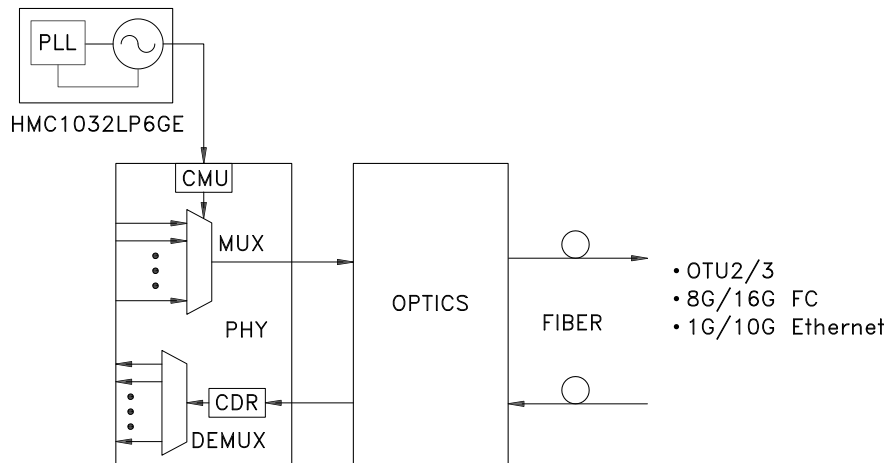 PLL
HMC1032LP6GE
CMU
MUX
PHY
OPTICS
FIBER
• OTU2/3
• 8G/16G FC
• 1G/10G Ethernet
CDR
DEMUX